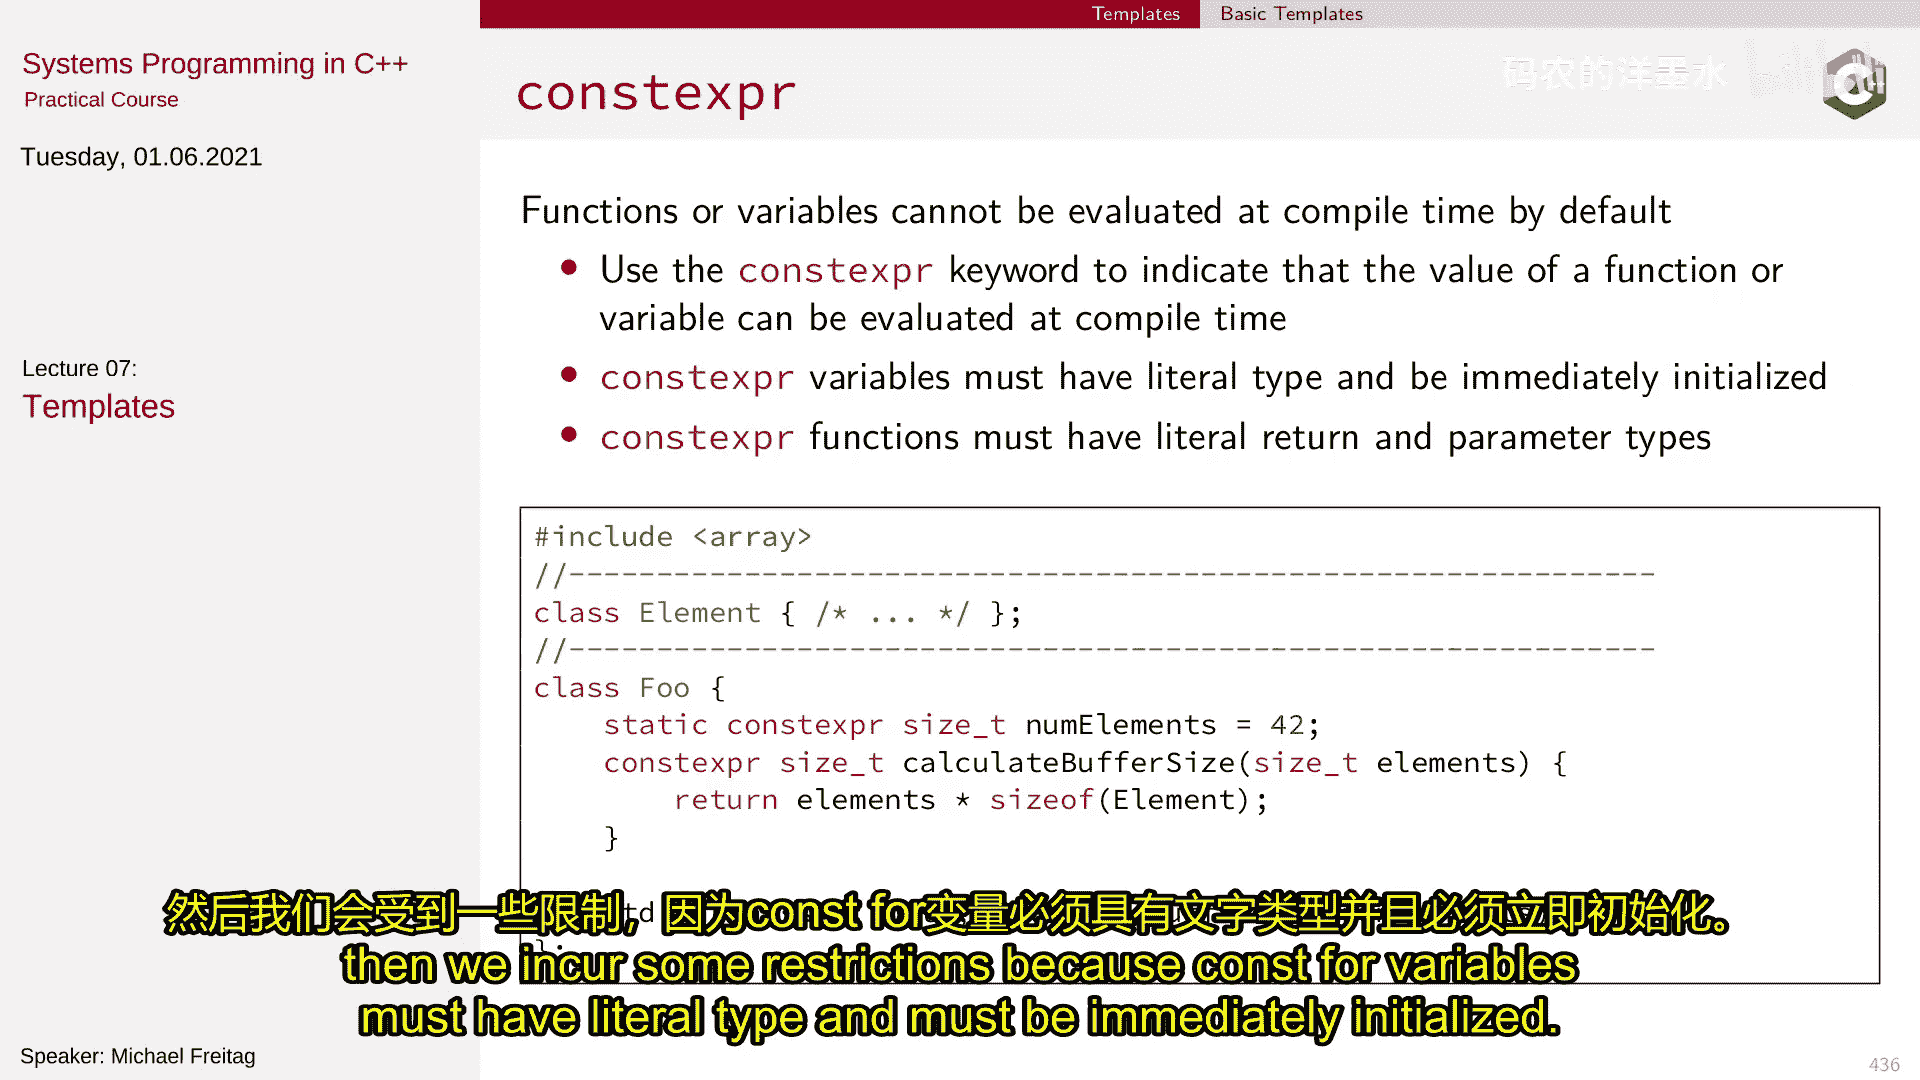 Templates
Basic Templates
Systems Programming in C++
Practical Course
Tuesday, 01.06.2021
Lecture 07:
Templates
Speaker: Michael Freitag
constexpr
码农的洋墨水
Functions or variables cannot be evaluated at compile time by default
• Use the constexpr keyword to indicate that the value of a function or
variable can be evaluated at compile time
• constexpr variables must have literal type and be immediately initialized
• constexpr functions must have literal return and parameter types
#include <array>
//--------------------------------------------------------------
class Element { /* ... */ };
//--------------------------------------------------------------
class Foo {
static constexpr size_t numElements = 42;
constexpr size_t calculateBufferSize(size_t elements) {
return elements * sizeof(Element);
}
};
然后我们会受到一些限制，因为const for变量必须具有文字类型并且必须立即初始化。
then we incur some restrictions because const for variables
must have literal type and must be immediately initialized.
436